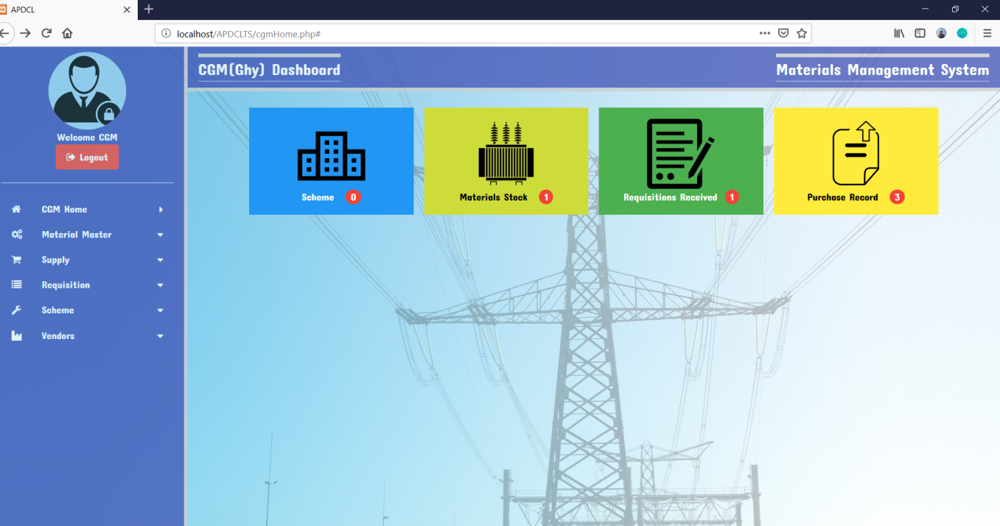 APDCL
localhost/APDCLTS/cgmHome.php#
CGM(Ghy) Dashboard
Materials Management System
Welcome CGM
Logout
CGM Home
Material Master
Supply
Requisition
Scheme
Vendors
Scheme 0
Materials Stock 1
Requisitions Received 1
Purchase Record 3